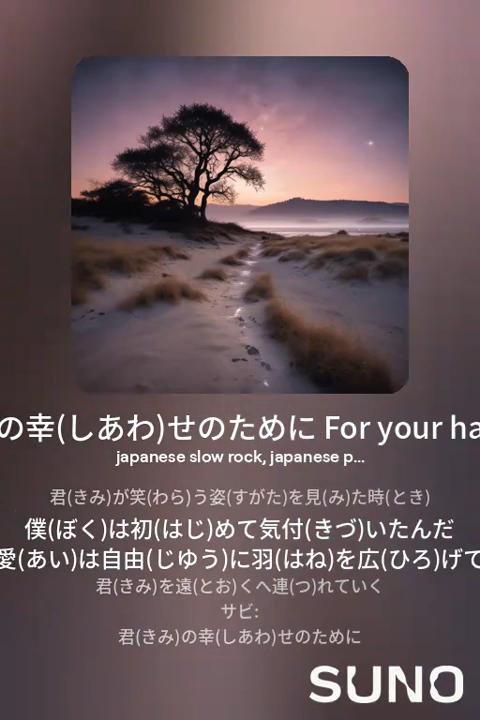 の幸(しあわ)せのために For your ha
japanese slow rock, japanese p...
君(きみ)が笑(わら)う姿(すがた)を見(み)た時(とき)
僕(ぼく)は初(はじ)めて気付(きづ)いたんだ
愛(あい)は自由(じゆう)に羽(はね)を広(ひろ)げて
君(きみ)を遠(とお)くへ連(つ)れていく
サビ:
君(きみ)の幸(しあわ)せのために
SUNO